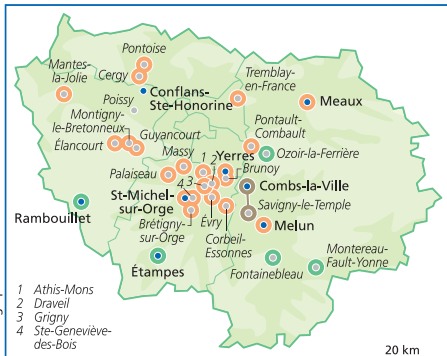 Pontoise
Mantes-
la-Jolie
Cergy
Tremblay-
en-France
Conflans-
Ste-Honorine
Meaux
Poissy
Montigny-
le-Bretonneux
Pontault-
Combault
Guyancourt
Élancourt
Massy
1
2
Yerres
Ozoir-la-Ferrière
Palaiseau
Brunoy
4
3
Combs-la-Ville
St-Michel-
sur-Orge
Savigny-le-Temple
Rambouillet
Évry
Melun
Brétigny-
sur-Orge
Corbeil-
Essonnes
Montereau-
Fault-Yonne
Étampes
Fontainebleau
1 Athis-Mons
2 Draveil
3 Grigny
4 Ste-Geneviève-
des-Bois
20 km